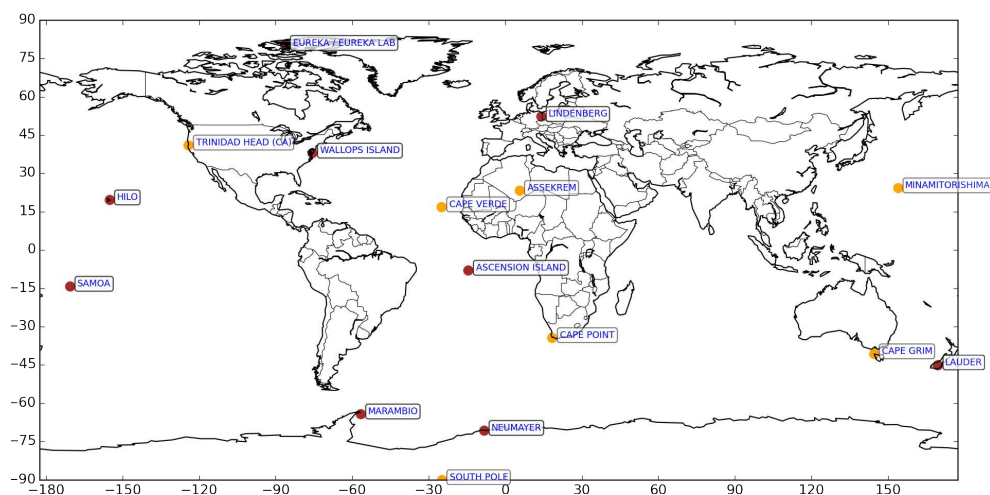 90
75
60
45
30
15
0
−15
−30
−45
−60
−75
−90
EUREKA / EUREKA LAB
LINDENBERG
TRINIDAD HEAD (CA)
WALLOPS ISLAND
ASSEKREM
MINAMITORISHIMA
HILO
CAPE VERDE
ASCENSION ISLAND
SAMOA
CAPE POINT
CAPE GRIM
LAUDER
MARAMBIO
NEUMAYER
SOUTH POLE
−180 −150 −120 −90 −60 −30 0 30 60 90 120 150